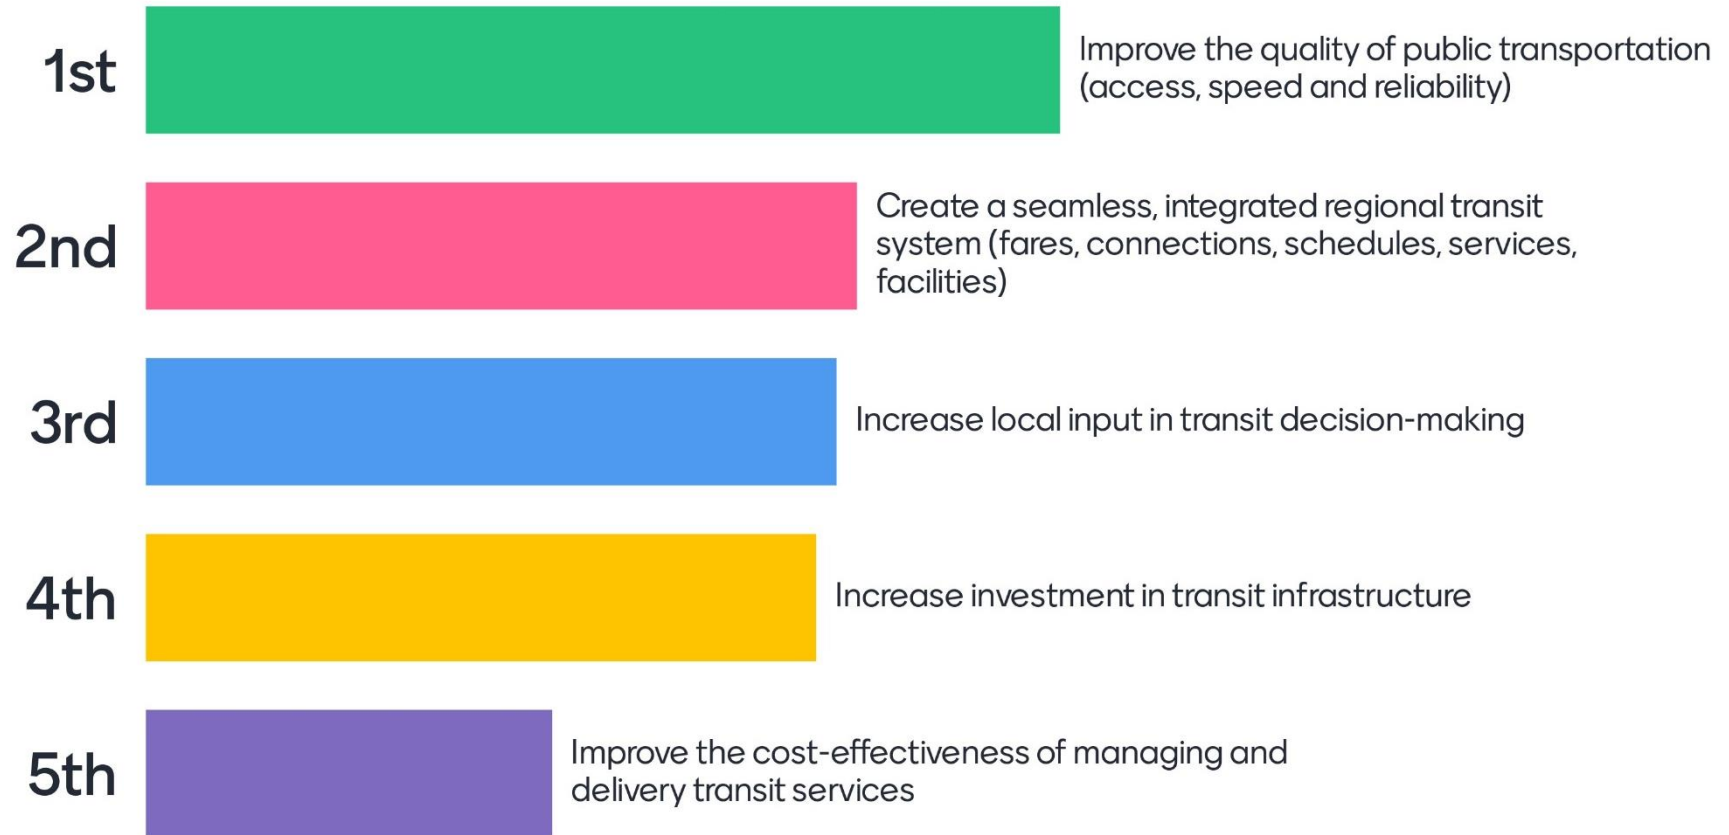 1st
Improve the quality of public transportation
(access, speed and reliability)
2nd
Create a seamless, integrated regional transit
system (fares, connections, schedules, services,
facilities)
3rd
Increase local input in transit decision-making
4th
Increase investment in transit infrastructure
5th
Improve the cost-effectiveness of managing and
delivery transit services